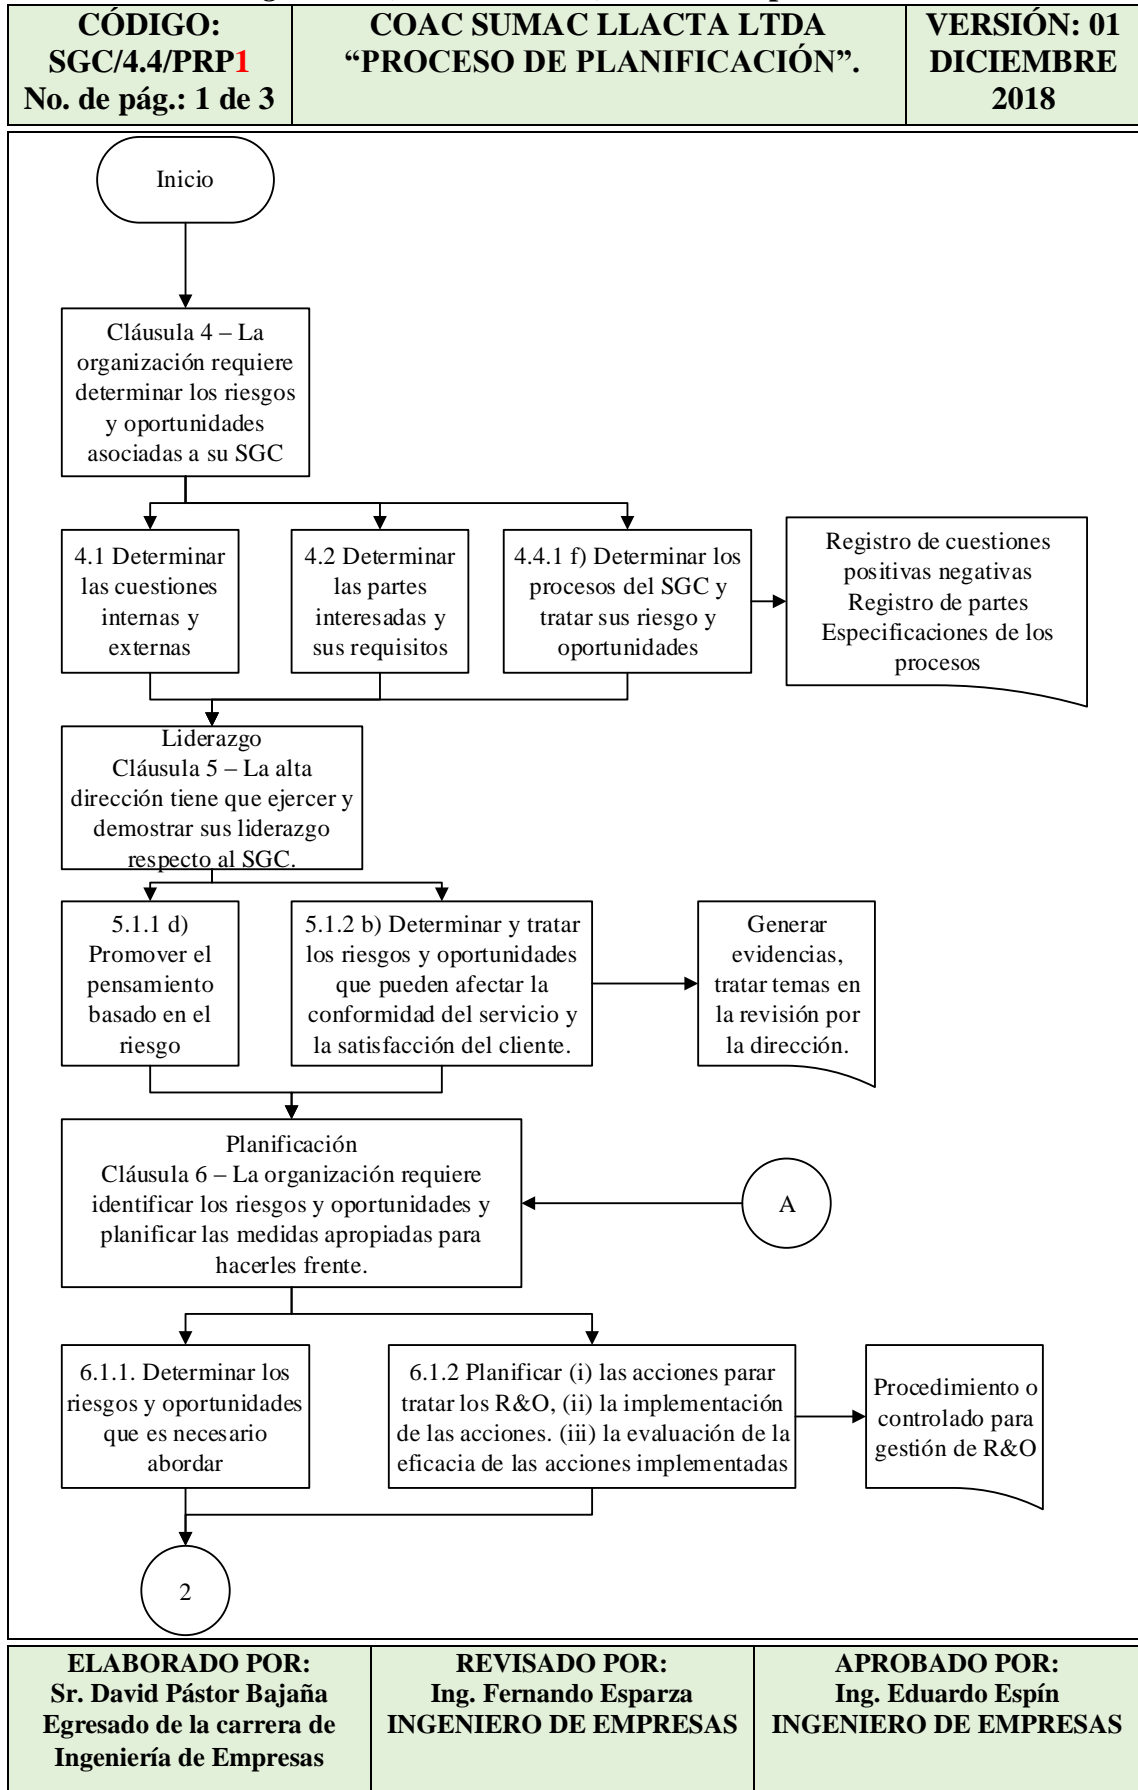 CÓDIGO:
SGC/4.4/PRP1
No. de pág.: 1 de 3
COAC SUMAC LLACTA LTDA
“PROCESO DE PLANIFICACIÓN”.
VERSIÓN: 01
DICIEMBRE
2018
Inicio
Cláusula 4 – La
organización requiere
determinar los riesgos
y oportunidades
asociadas a su SGC
4.1 Determinar
las cuestiones
internas y
externas
4.2 Determinar
las partes
interesadas y
sus requisitos
4.4.1 f) Determinar los
procesos del SGC y
tratar sus riesgo y
oportunidades
Registro de cuestiones
positivas negativas
Registro de partes
Especificaciones de los
procesos
Liderazgo
Cláusula 5 – La alta
dirección tiene que ejercer y
demostrar sus liderazgo
respecto al SGC.
5.1.1 d)
Promover el
pensamiento
basado en el
riesgo
5.1.2 b) Determinar y tratar
los riesgos y oportunidades
que pueden afectar la
conformidad del servicio y
la satisfacción del cliente.
Generar
evidencias,
tratar temas en
la revisión por
la dirección.
Planificación
Cláusula 6 – La organización requiere
identificar los riesgos y oportunidades y
planificar las medidas apropiadas para
hacerles frente.
A
6.1.1. Determinar los
riesgos y oportunidades
que es necesario
abordar
6.1.2 Planificar (i) las acciones parar
tratar los R&O, (ii) la implementación
de las acciones. (iii) la evaluación de la
eficacia de las acciones implementadas
Procedimiento o
controlado para
gestión de R&O
2
ELABORADO POR:
Sr. David Pástor Bajaña
Egresado de la carrera de
Ingeniería de Empresas
REVISADO POR:
Ing. Fernando Esparza
INGENIERO DE EMPRESAS
APROBADO POR:
Ing. Eduardo Espín
INGENIERO DE EMPRESAS